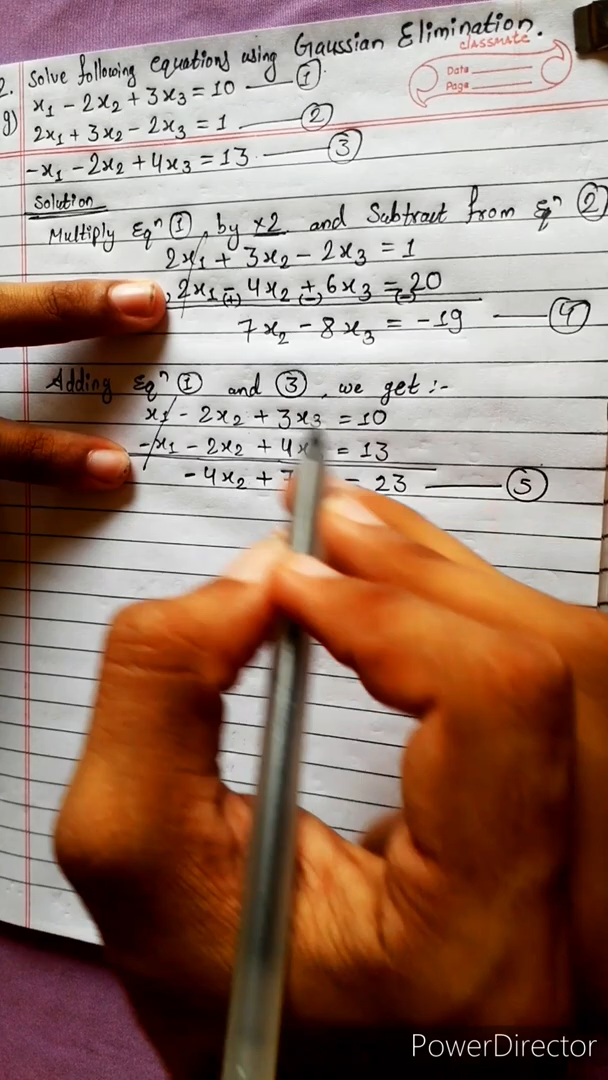 2. Solve following equations using Gaussian Elimination.
classmate
Date
Page
g) x₁ - 2x₂ + 3x₃ = 10 —— ①
2x₁ + 3x₂ - 2x₃ = 1 —— ②
-x₁ - 2x₂ + 4x₃ = 13 —— ③
Solution
Multiply Eqⁿ ① by ×2 and Subtract from Eqⁿ ②
2x₁ + 3x₂ - 2x₃ = 1
2x₁ - 4x₂ + 6x₃ = 20
(+) (-) (-)
7x₂ - 8x₃ = -19 —— ④
Adding Eqⁿ ① and ③, we get :-
x₁ - 2x₂ + 3x₃ = 10
-x₁ - 2x₂ + 4x = 13
-4x₂ + 7 = 23 —— ⑤
PowerDirector